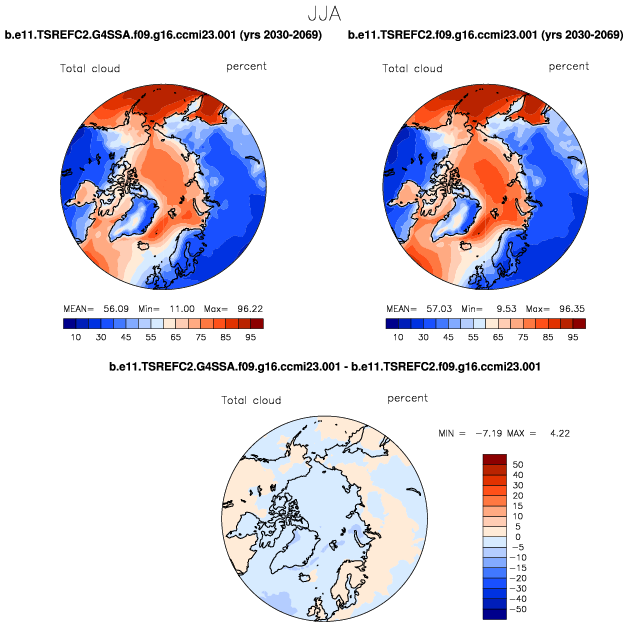 JJA
b.e11.TSREFC2.G4SSA.f09.g16.ccmi23.001 (yrs 2030-2069)
b.e11.TSREFC2.f09.g16.ccmi23.001 (yrs 2030-2069)
Total cloud percent
Total cloud percent
MEAN= 56.09 Min= 11.00 Max= 96.22
MEAN= 57.03 Min= 9.53 Max= 96.35
10 30 45 55 65 75 85 95
10 30 45 55 65 75 85 95
b.e11.TSREFC2.G4SSA.f09.g16.ccmi23.001 - b.e11.TSREFC2.f09.g16.ccmi23.001
Total cloud percent
MIN = -7.19 MAX = 4.22
50
40
30
20
15
10
5
0
-5
-10
-15
-20
-30
-40
-50